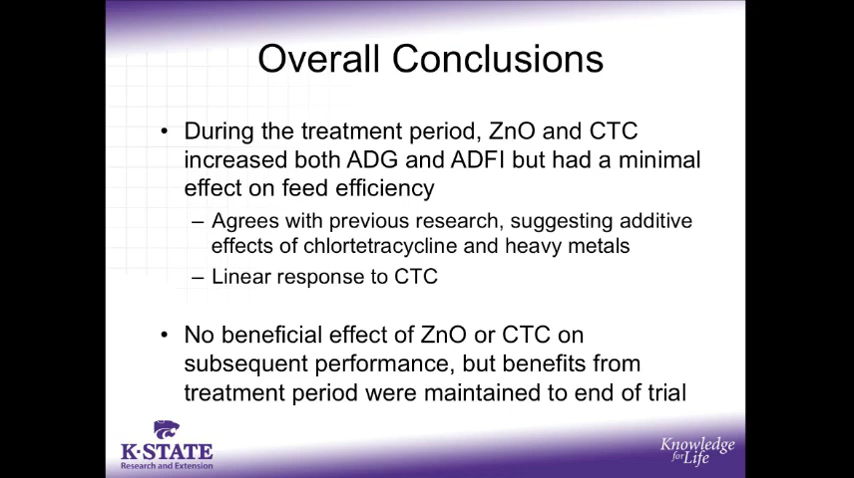 Overall Conclusions
• During the treatment period, ZnO and CTC
increased both ADG and ADFI but had a minimal
effect on feed efficiency
– Agrees with previous research, suggesting additive
effects of chlortetracycline and heavy metals
– Linear response to CTC
• No beneficial effect of ZnO or CTC on
subsequent performance, but benefits from
treatment period were maintained to end of trial
K-STATE
Research and Extension
Knowledge
for Life